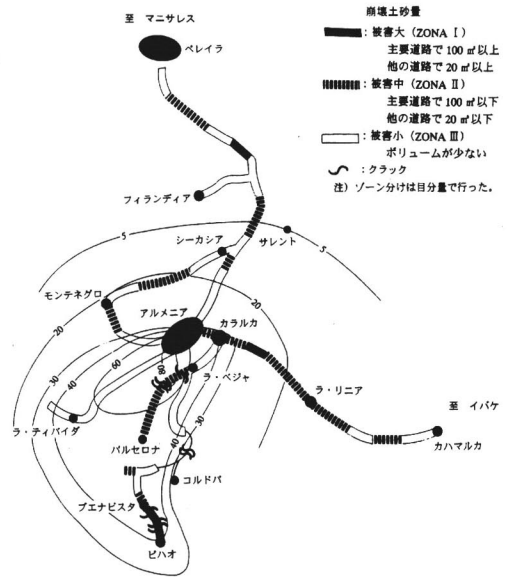 至 マニサレス
ペレイラ
崩壊土砂量
：被害大（ZONA Ⅰ）
主要道路で 100 ㎥以上
他の道路で 20 ㎥以上
：被害中（ZONA Ⅱ）
主要道路で 100 ㎥以下
他の道路で 20 ㎥以下
：被害小（ZONA Ⅲ）
ボリュームが少ない
：クラック
注）ゾーン分けは目分量で行った。
フィランディア
5
シーカシア
サレント
5
モンテネグロ
アルメニア
20
カラルカ
20
30
40
60
80
ラ・ベジャ
ラ・リニア
至 イバケ
ラ・ティバイダ
バルセロナ
40
30
カハマルカ
コルドバ
ブエナビスタ
ピハオ